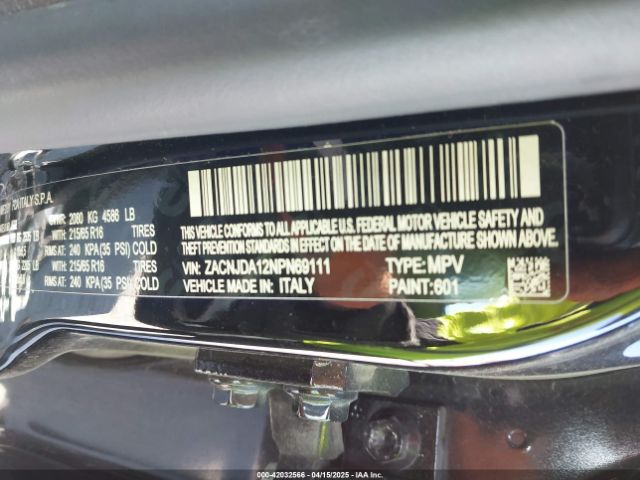 FCA ITALY S.P.A.
2080 KG 4586 LB
215/65 R16 TIRES
RIMS AT: 240 KPA(35 PSI) COLD
215/65 R16 TIRES
RIMS AT: 240 KPA(35 PSI) COLD
THIS VEHICLE CONFORMS TO ALL APPLICABLE U.S. FEDERAL MOTOR VEHICLE SAFETY,
BUMPER, AND THEFT PREVENTION STANDARDS IN EFFECT ON THE DATE OF MANUFACTURE SHOWN ABOVE.
VIN: ZACNJDA12NPN69111 TYPE: MPV
VEHICLE MADE IN: ITALY PAINT: 601
000-42032566 - 04/15/2025 - IAA Inc.